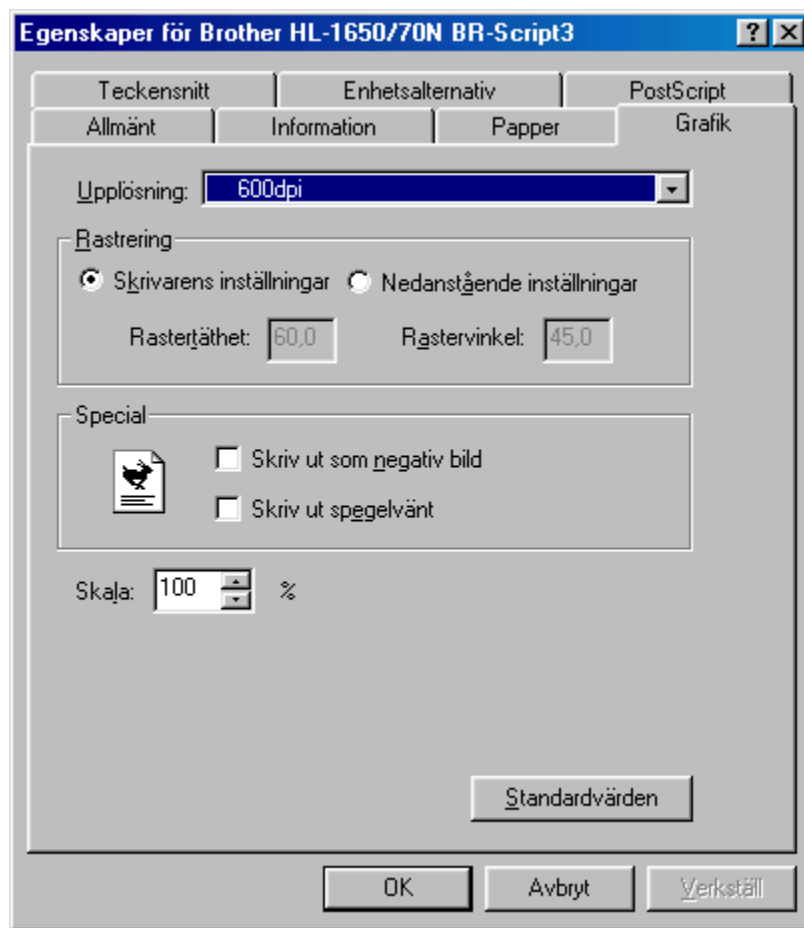 Egenskaper för Brother HL-1650/70N BR-Script3
Teckensnitt Enhetsalternativ PostScript
Allmänt Information Papper Grafik
Upplösning: 600dpi
Rastrering
Skrivarens inställningar Nedanstående inställningar
Rastertäthet: 60,0 Rastervinkel: 45,0
Special
Skriv ut som negativ bild
Skriv ut spegelvänt
Skala: 100 %
Standardvärden
OK Avbryt Verkställ